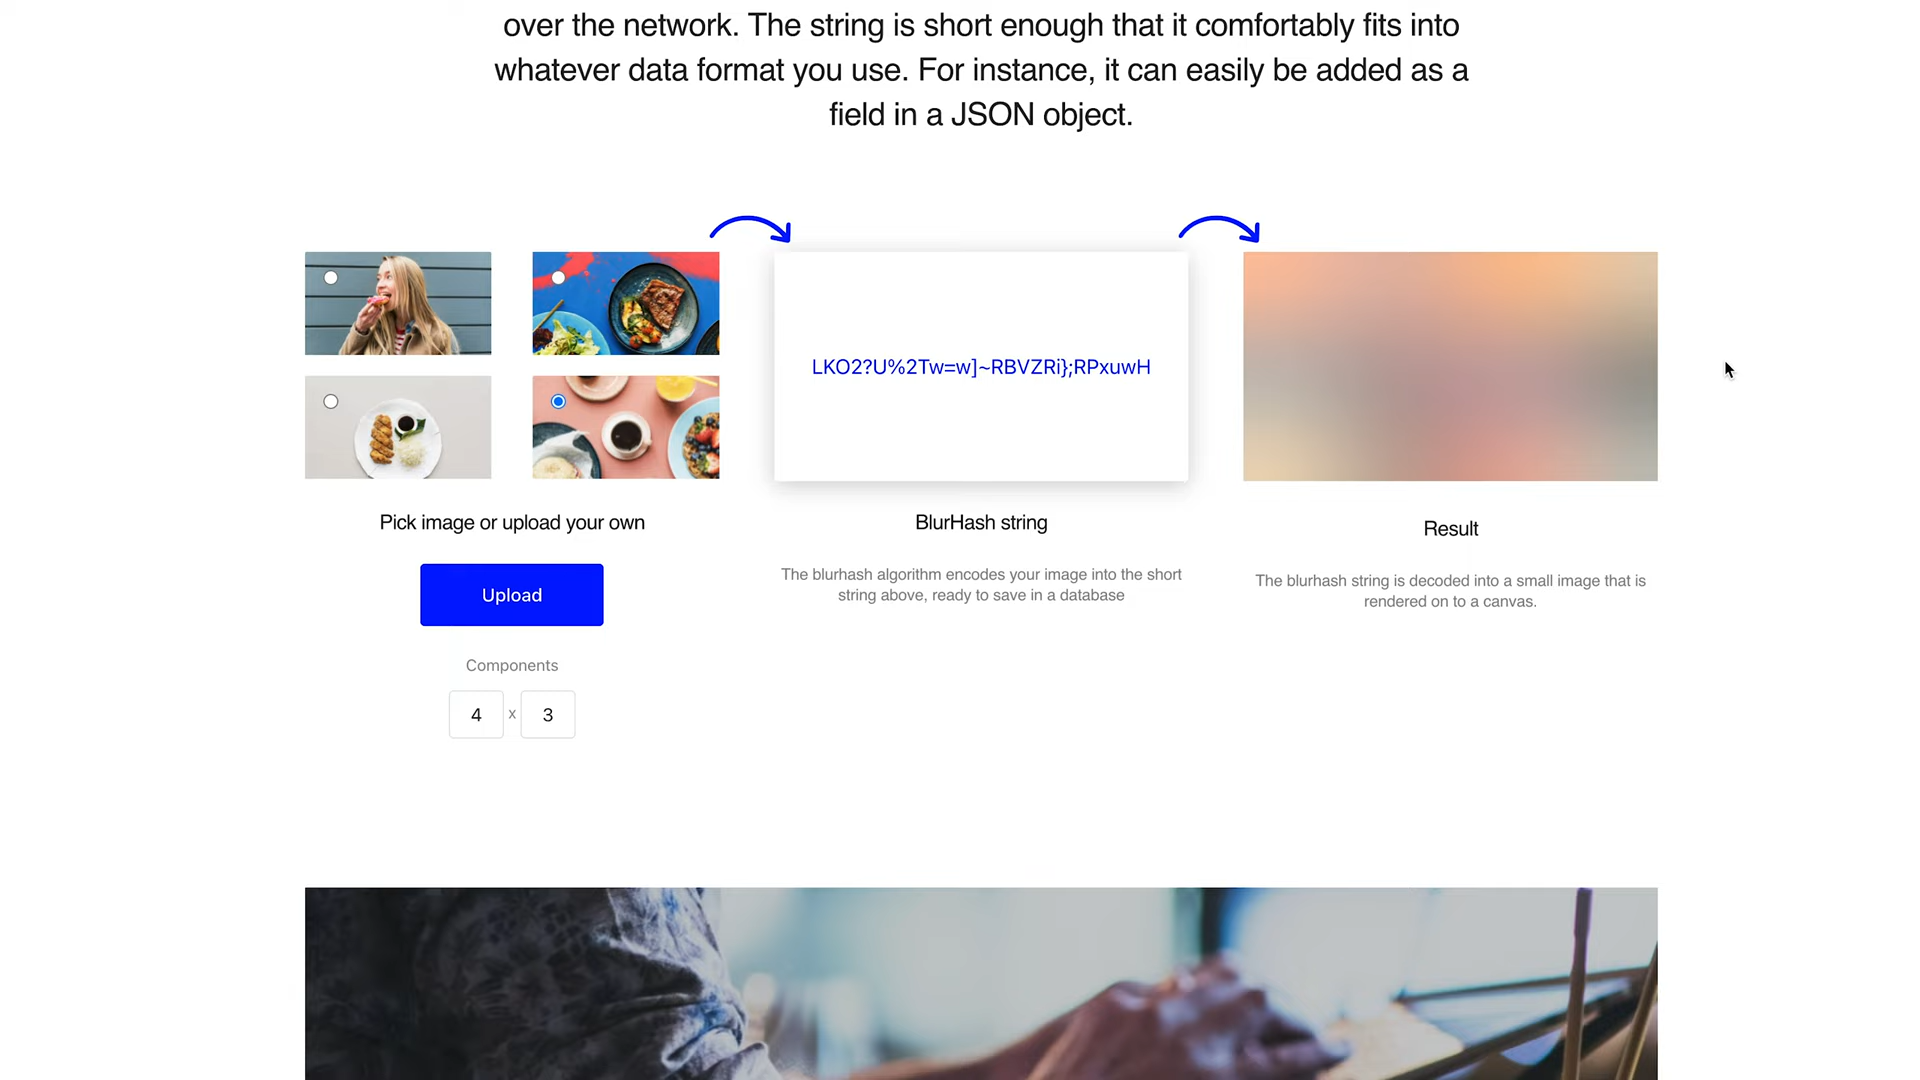 over the network. The string is short enough that it comfortably fits into
whatever data format you use. For instance, it can easily be added as a
field in a JSON object.
LKO2?U%2Tw=w]~RBVZRi};RPxuwH
Pick image or upload your own
BlurHash string
Result
Upload
The blurhash algorithm encodes your image into the short
string above, ready to save in a database
The blurhash string is decoded into a small image that is
rendered on to a canvas.
Components
4 x 3